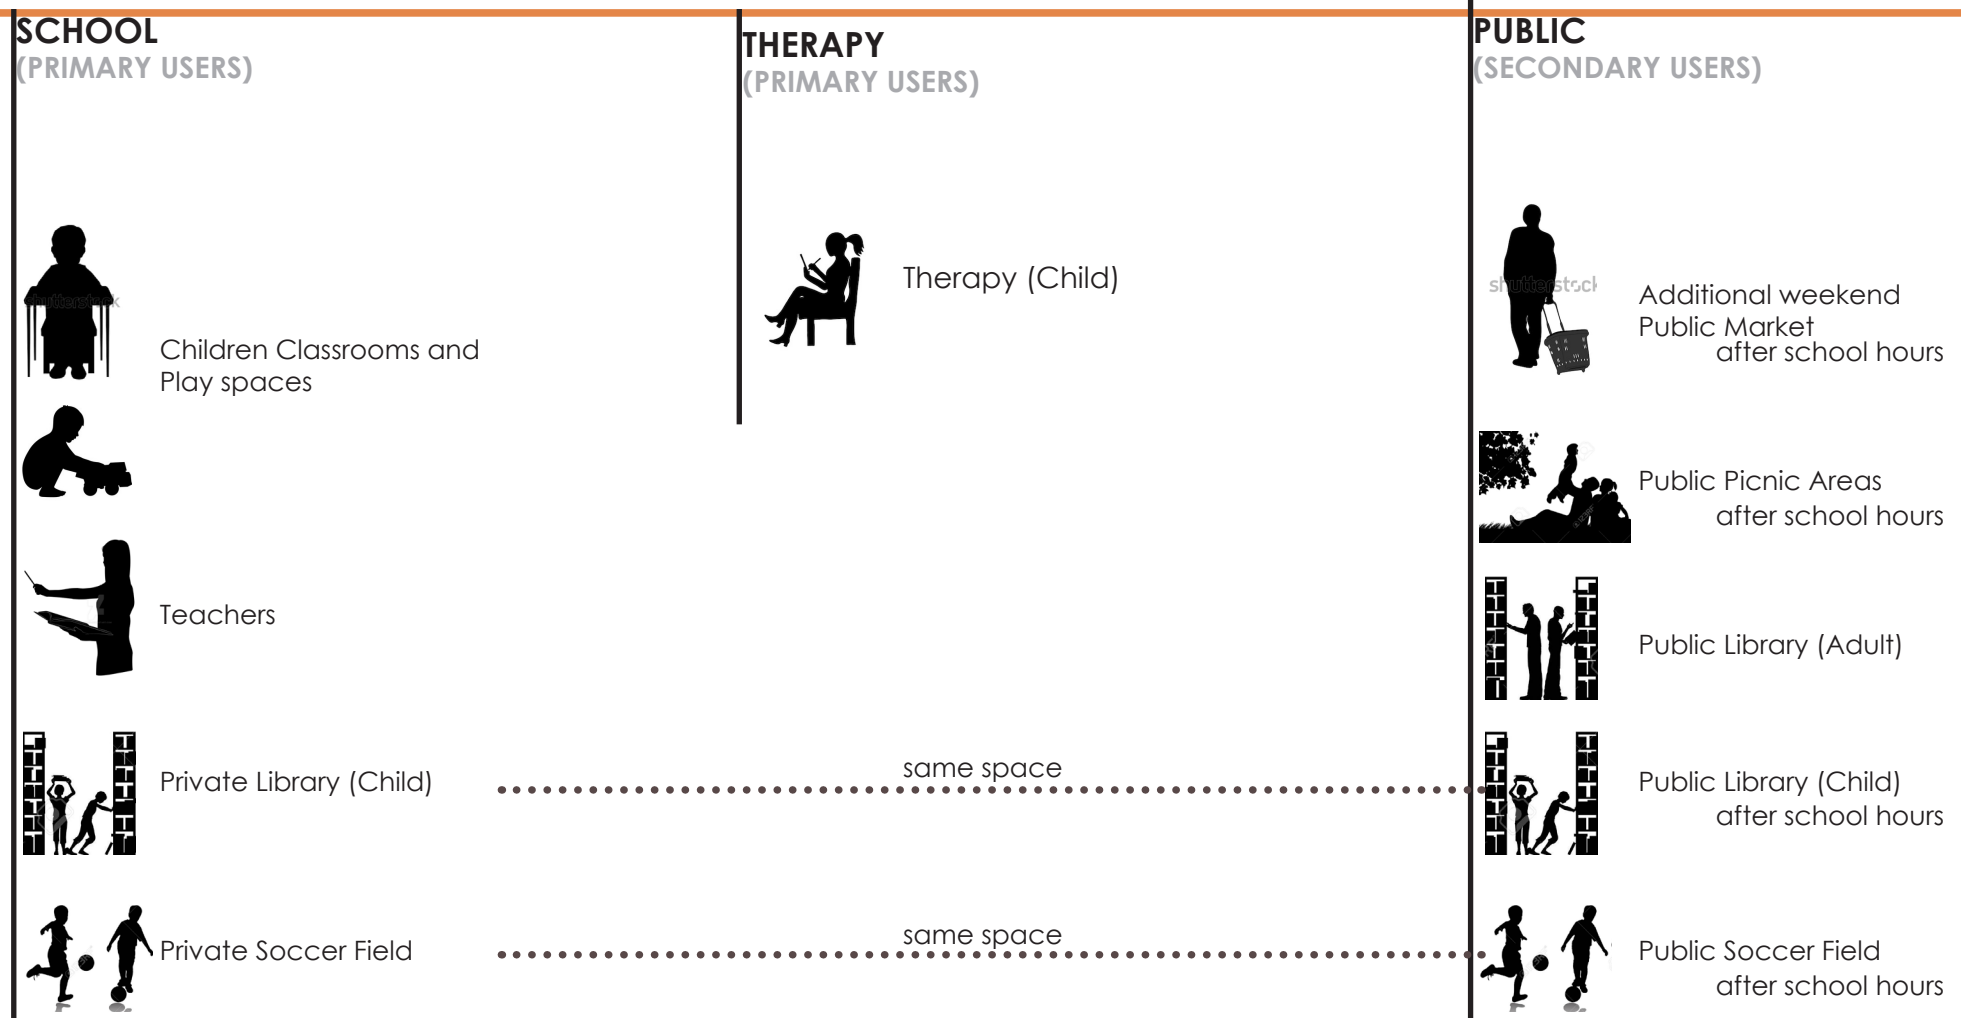 SCHOOL
(PRIMARY USERS)
Children Classrooms and
Play spaces
Teachers
Private Library (Child)
Private Soccer Field
THERAPY
(PRIMARY USERS)
Therapy (Child)
same space
same space
PUBLIC
(SECONDARY USERS)
Additional weekend
Public Market
after school hours
Public Picnic Areas
after school hours
Public Library (Adult)
Public Library (Child)
after school hours
Public Soccer Field
after school hours
shutterstock
shutterstock